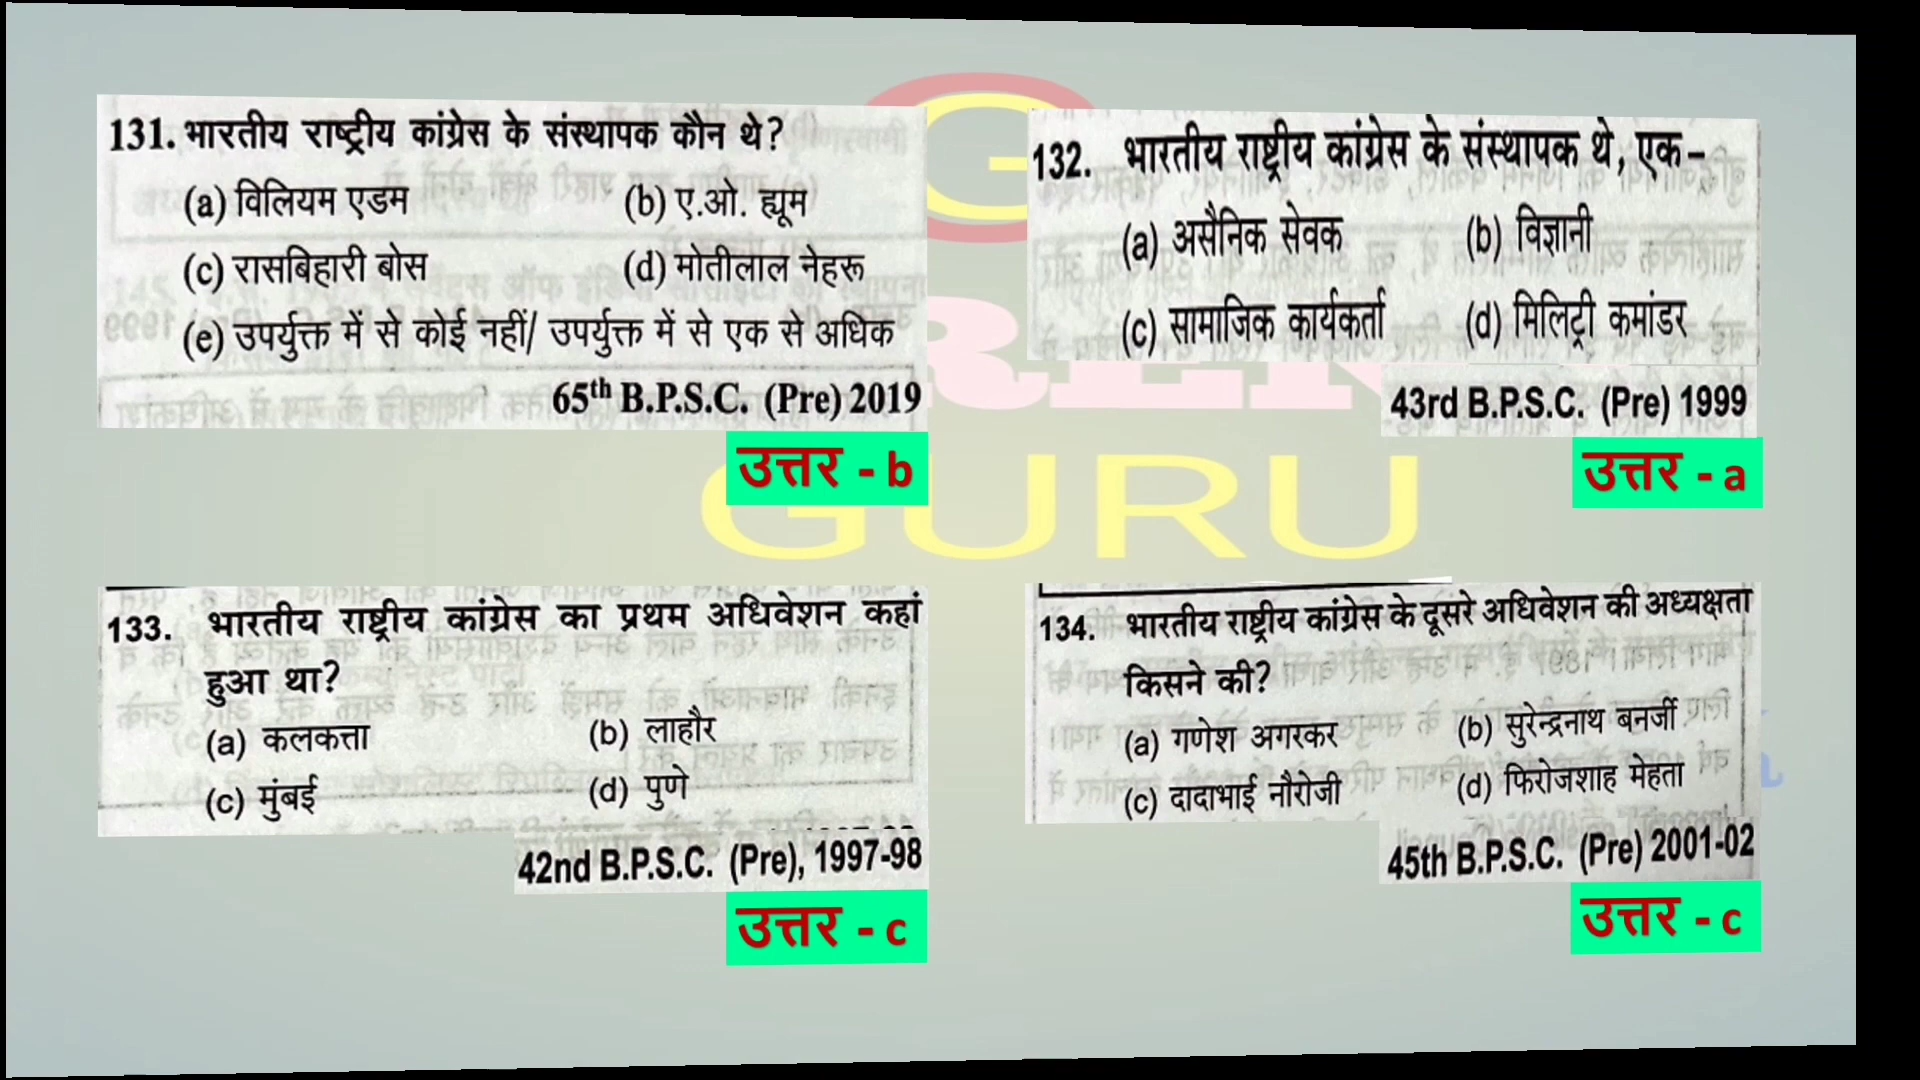 131. भारतीय राष्ट्रीय कांग्रेस के संस्थापक कौन थे?
(a) विलियम एडम (b) ए.ओ. ह्यूम
(c) रासबिहारी बोस (d) मोतीलाल नेहरू
(e) उपर्युक्त में से कोई नहीं/ उपर्युक्त में से एक से अधिक
65th B.P.S.C. (Pre) 2019
उत्तर - b
132. भारतीय राष्ट्रीय कांग्रेस के संस्थापक थे, एक–
(a) असैनिक सेवक (b) विज्ञानी
(c) सामाजिक कार्यकर्ता (d) मिलिट्री कमांडर
43rd B.P.S.C. (Pre) 1999
उत्तर - a
133. भारतीय राष्ट्रीय कांग्रेस का प्रथम अधिवेशन कहां
हुआ था?
(a) कलकत्ता (b) लाहौर
(c) मुंबई (d) पुणे
42nd B.P.S.C. (Pre), 1997-98
उत्तर - c
134. भारतीय राष्ट्रीय कांग्रेस के दूसरे अधिवेशन की अध्यक्षता
किसने की?
(a) गणेश अगरकर (b) सुरेन्द्रनाथ बनर्जी
(c) दादाभाई नौरोजी (d) फिरोजशाह मेहता
45th B.P.S.C. (Pre) 2001-02
उत्तर - c
GURU